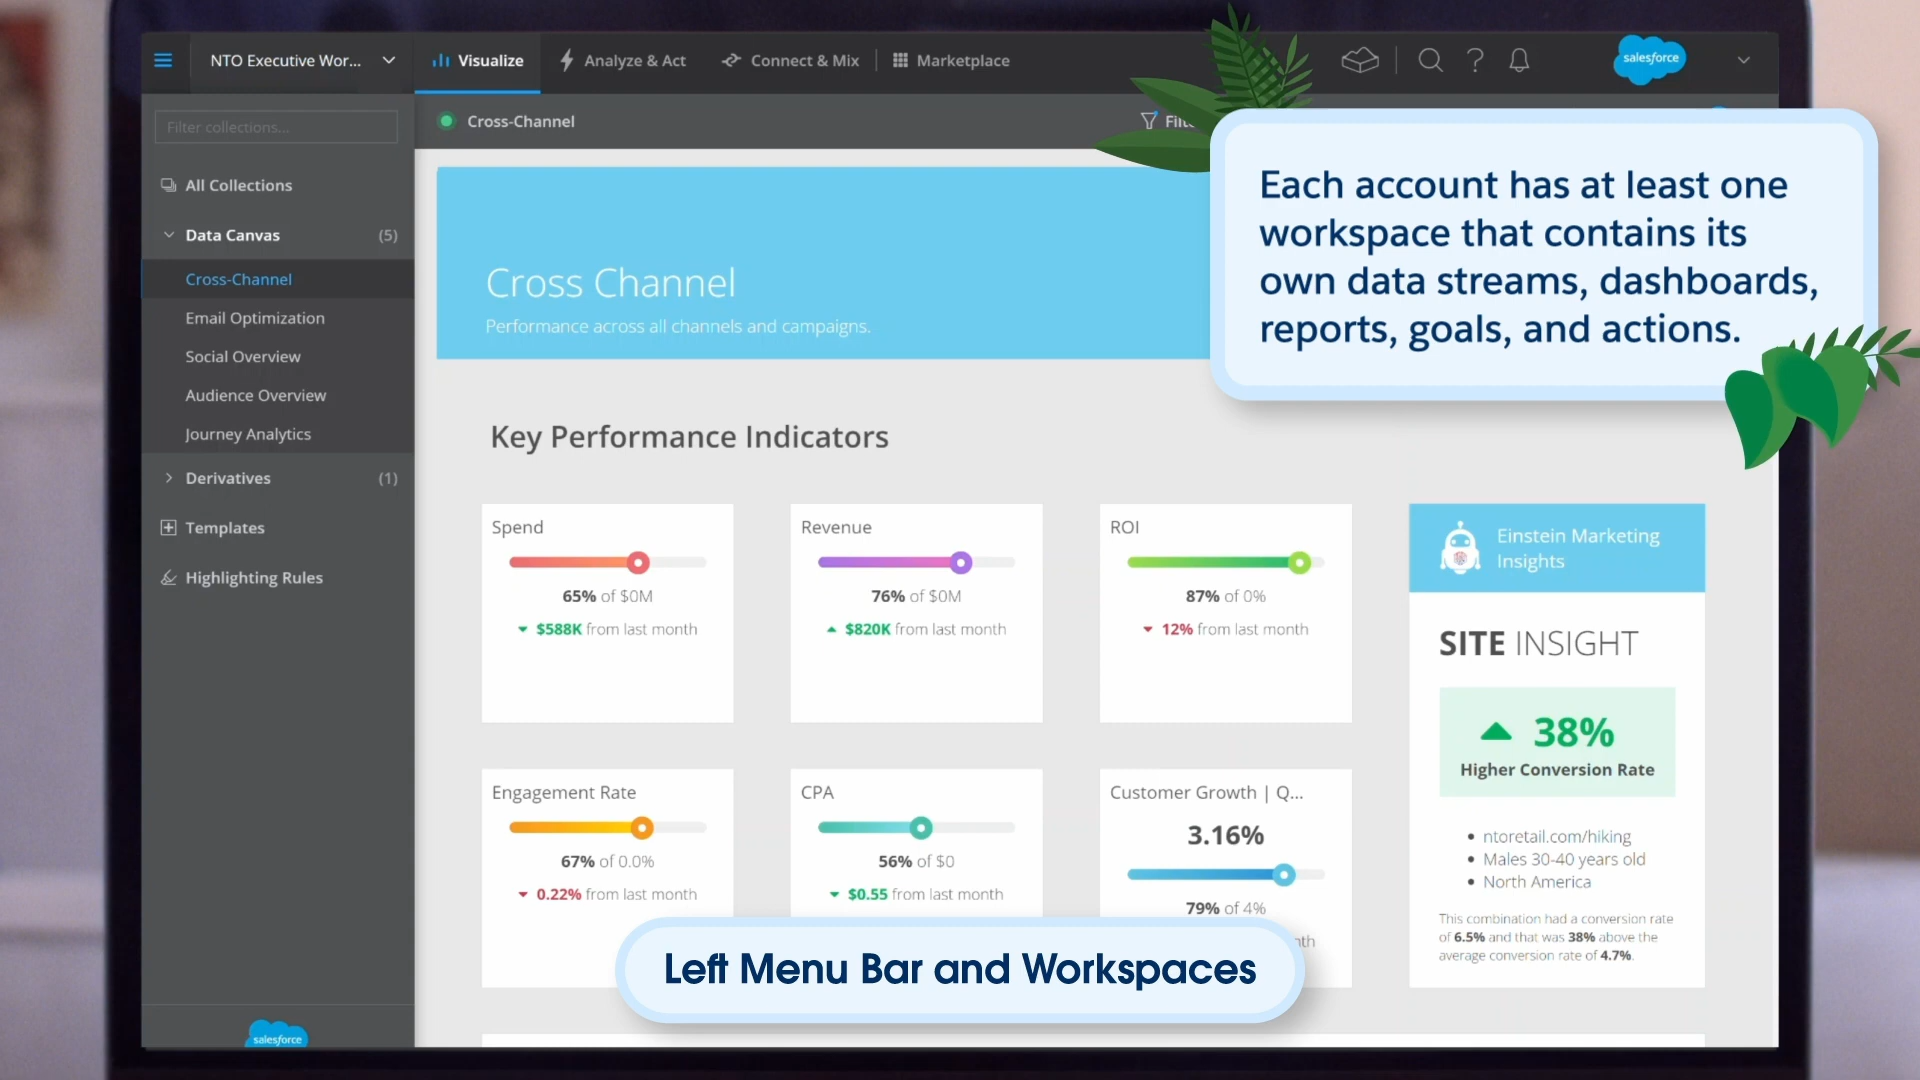 NTO Executive Wor...
Visualize
Analyze & Act
Connect & Mix
Marketplace
salesforce
Filter collections...
Cross-Channel
All Collections
Data Canvas (5)
Cross-Channel
Email Optimization
Social Overview
Audience Overview
Journey Analytics
Derivatives (1)
Templates
Highlighting Rules
salesforce
Each account has at least one
workspace that contains its
own data streams, dashboards,
reports, goals, and actions.
Cross Channel
Performance across all channels and campaigns.
Key Performance Indicators
Spend
65% of $0M
$588K from last month
Revenue
76% of $0M
$820K from last month
ROI
87% of 0%
12% from last month
Engagement Rate
67% of 0.0%
0.22% from last month
CPA
56% of $0
$0.55 from last month
Customer Growth | Q...
3.16%
79% of 4%
Einstein Marketing
Insights
SITE INSIGHT
38%
Higher Conversion Rate
ntoretail.com/hiking
Males 30-40 years old
North America
This combination had a conversion rate
of 6.5% and that was 38% above the
average conversion rate of 4.7%.
Left Menu Bar and Workspaces